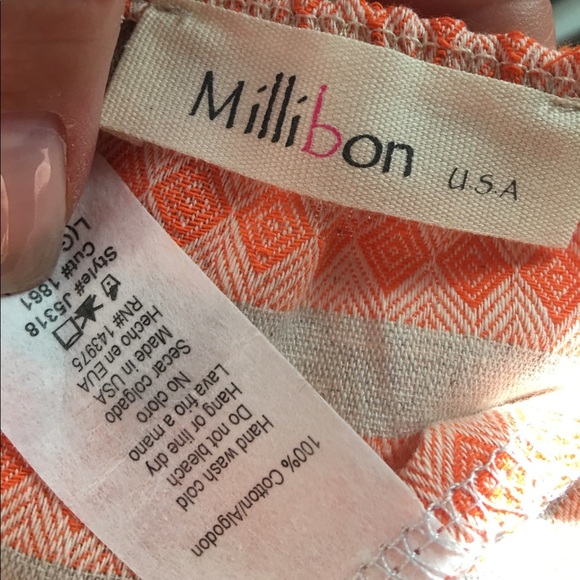 Millibon U.S.A
100% Cotton/Algodon
Hand wash cold
Do not bleach
Hang or line dry
Lava frio a mano
No cloro
Secar colgado
Made in USA
Hecho en EUA
RN# 143975
Style# J5318
Cut# 1861